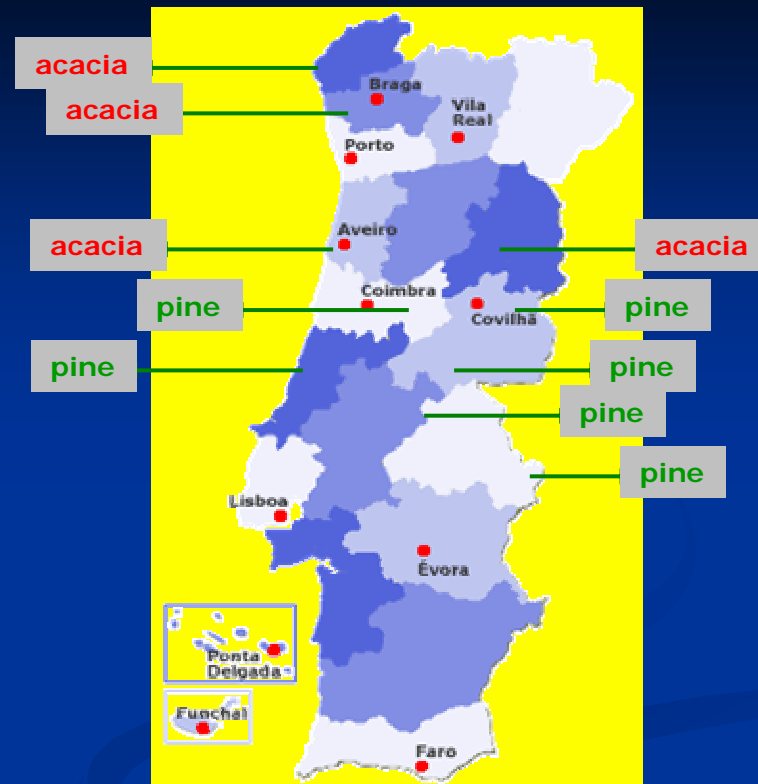 acacia
Braga
acacia
Vila
Real
Porto
Aveiro
acacia
acacia
Coimbra
pine
Covilhã
pine
pine
pine
pine
pine
Lisboa
Évora
Ponta
Delgada
Funchal
Faro